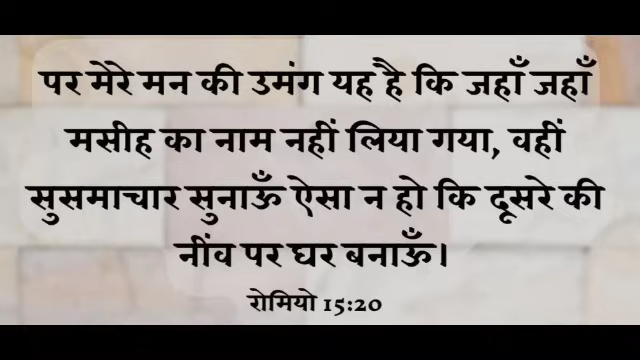 पर मेरे मन की उमंग यह है कि जहाँ जहाँ
मसीह का नाम नहीं लिया गया, वहीं
सुसमाचार सुनाऊँ ऐसा न हो कि दूसरे की
नींव पर घर बनाऊँ।
रोमियो 15:20